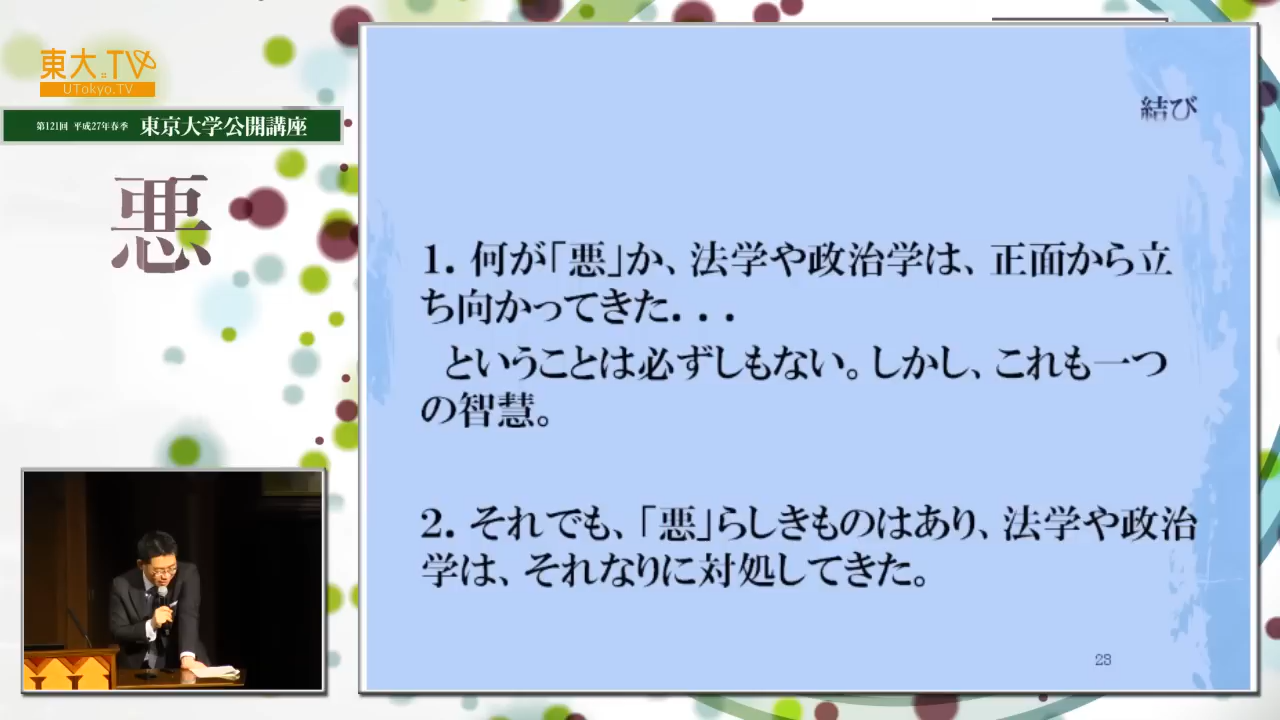 東大.TV
UTokyo.TV
第121回 平成27年春季 東京大学公開講座
悪
結び
1. 何が「悪」か、法学や政治学は、正面から立
ち向かってきた. . .
ということは必ずしもない。しかし、これも一つ
の智慧。
2. それでも、「悪」らしきものはあり、法学や政治
学は、それなりに対処してきた。
23